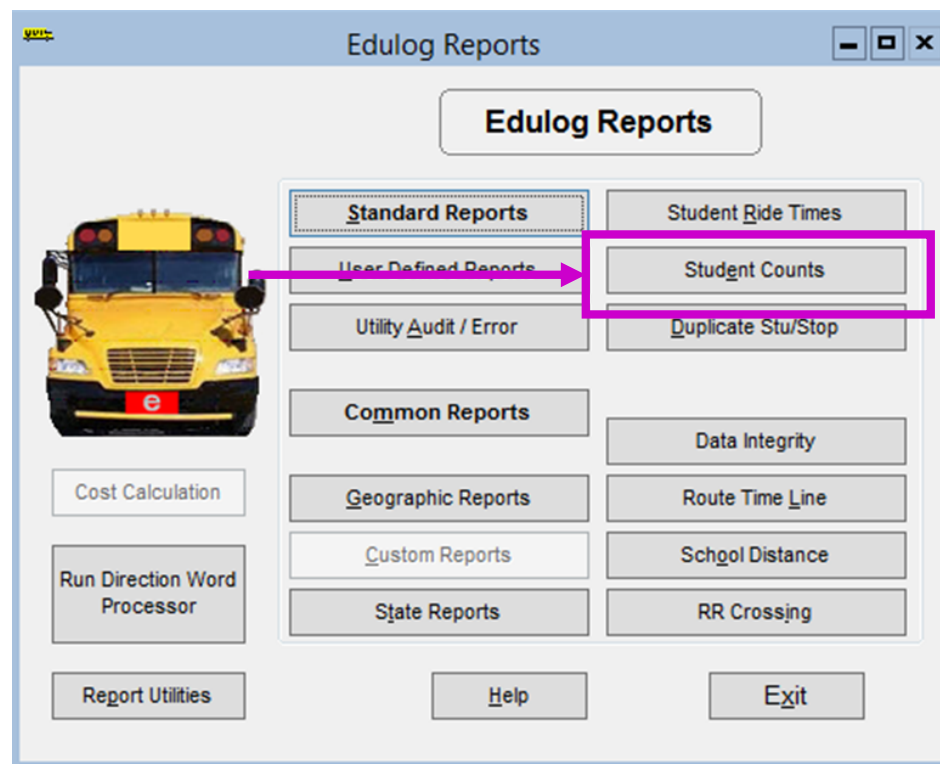 Edulog Reports
Edulog Reports
Standard Reports
Student Ride Times
User Defined Reports
Student Counts
Utility Audit / Error
Duplicate Stu/Stop
Common Reports
Data Integrity
Cost Calculation
Geographic Reports
Route Time Line
Custom Reports
School Distance
Run Direction Word
Processor
State Reports
RR Crossing
Report Utilities
Help
Exit
e